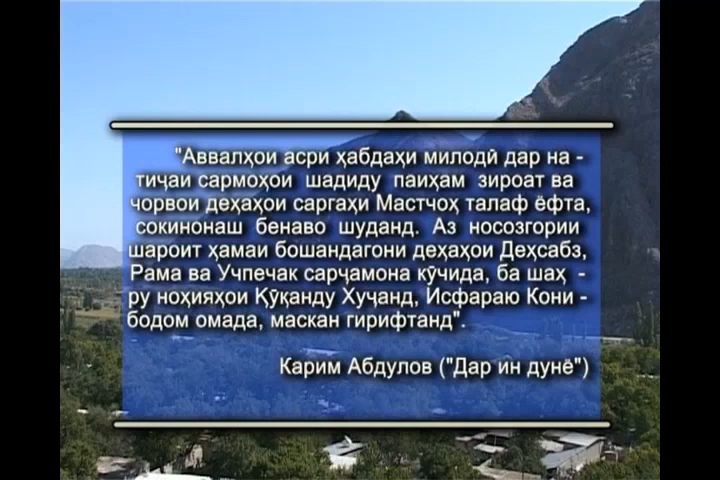 "Аввалҳои асри ҳабдаҳи милодӣ дар на -
тиҷаи сармоҳои шадиду паиҳам зироат ва
чорвои деҳаҳои саргаҳи Мастчоҳ талаф ёфта,
сокинонаш бенаво шуданд. Аз носозгории
шароит ҳамаи бошандагони деҳаҳои Деҳсабз,
Рама ва Учпечак сарҷамона кӯчида, ба шаҳ -
ру ноҳияҳои Қӯқанду Хуҷанд, Исфараю Кони -
бодом омада, маскан гирифтанд".
Карим Абдулов ("Дар ин дунё")